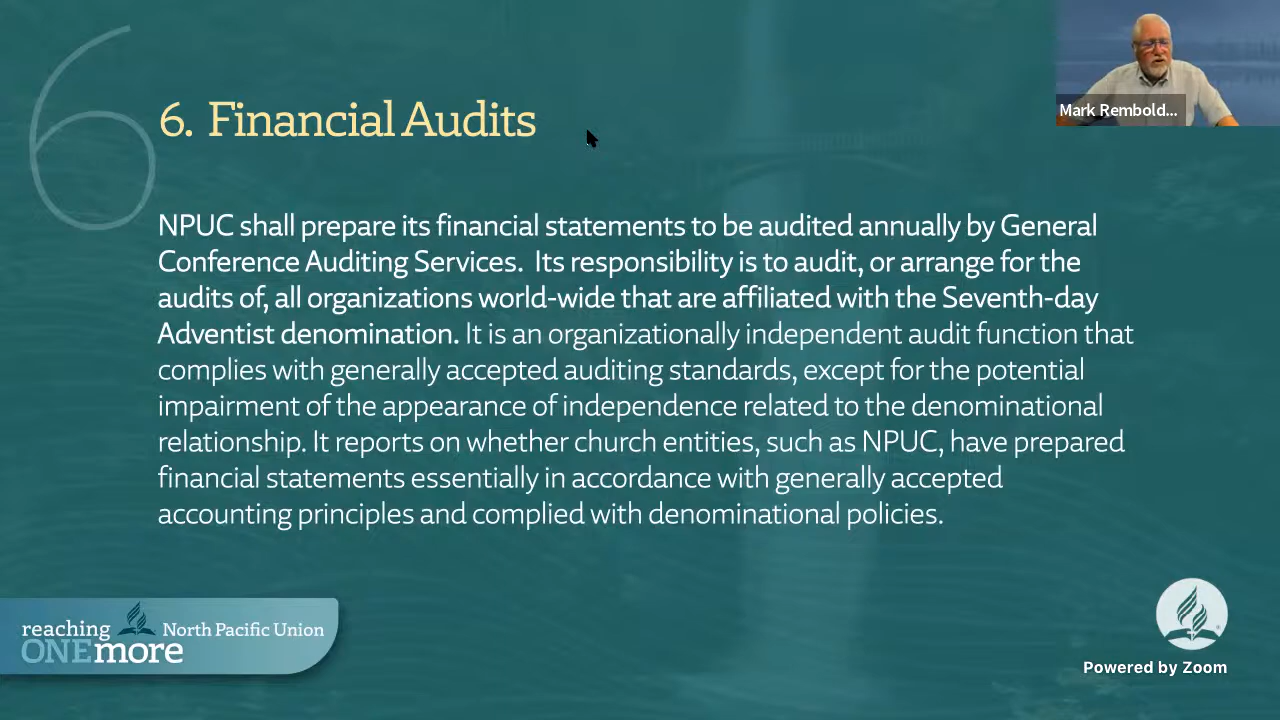 6
6. Financial Audits
Mark Rembold...
NPUC shall prepare its financial statements to be audited annually by General
Conference Auditing Services. Its responsibility is to audit, or arrange for the
audits of, all organizations world-wide that are affiliated with the Seventh-day
Adventist denomination. It is an organizationally independent audit function that
complies with generally accepted auditing standards, except for the potential
impairment of the appearance of independence related to the denominational
relationship. It reports on whether church entities, such as NPUC, have prepared
financial statements essentially in accordance with generally accepted
accounting principles and complied with denominational policies.
reaching North Pacific Union
ONEmore
Powered by Zoom